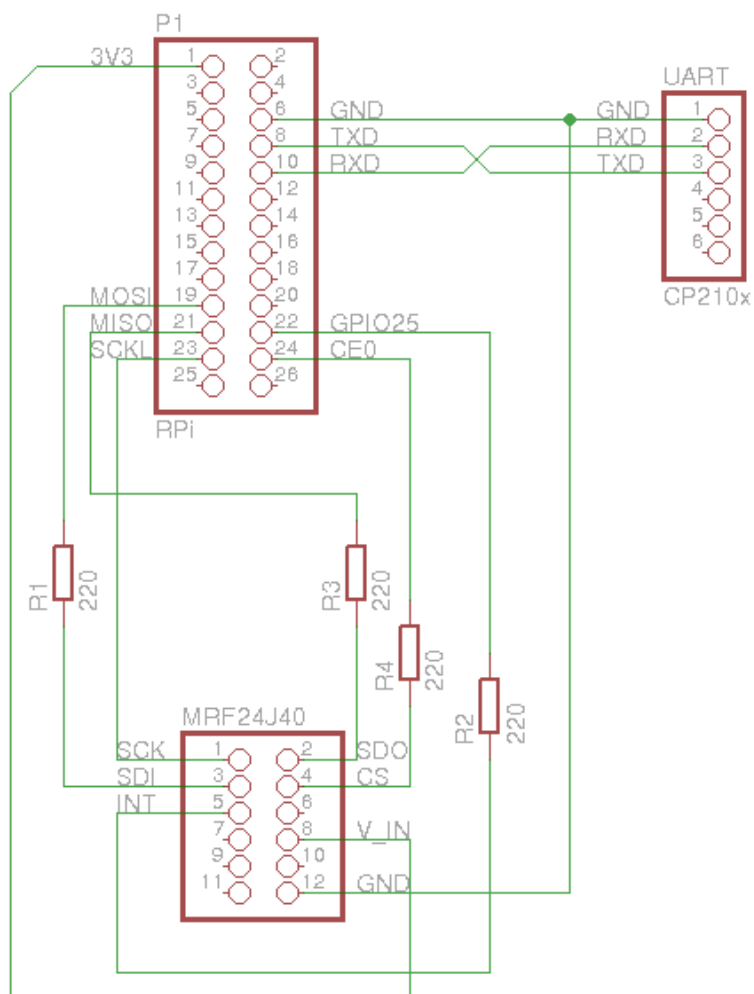 P1
3V3 1 2
3 4
5 6 GND GND 1
7 8 TXD RXD 2
9 10 RXD TXD 3
11 12 4
13 14 5
15 16 6
17 18
MOSI 19 20
MISO 21 22 GPIO25
SCKL 23 24 CE0
25 26
RPi
UART
CP210x
R1 220
R3 220
R4 220
R2 220
MRF24J40
SCK 1 2 SDO
SDI 3 4 CS
INT 5 6
7 8 V_IN
9 10
11 12 GND